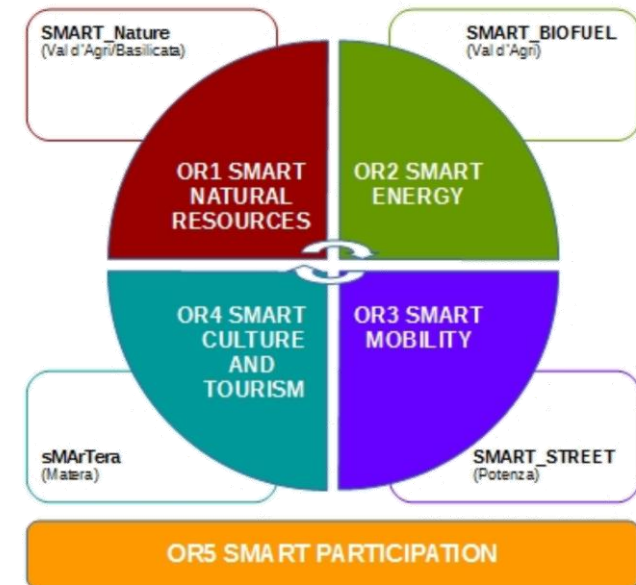 SMART_Nature
(Val d'Agri/Basilicata)
SMART_BIOFUEL
(Val d'Agri)
OR1 SMART
NATURAL
RESOURCES
OR2 SMART
ENERGY
OR4 SMART
CULTURE
AND
TOURISM
OR3 SMART
MOBILITY
sMArTera
(Matera)
SMART_STREET
(Potenza)
OR5 SMART PARTICIPATION